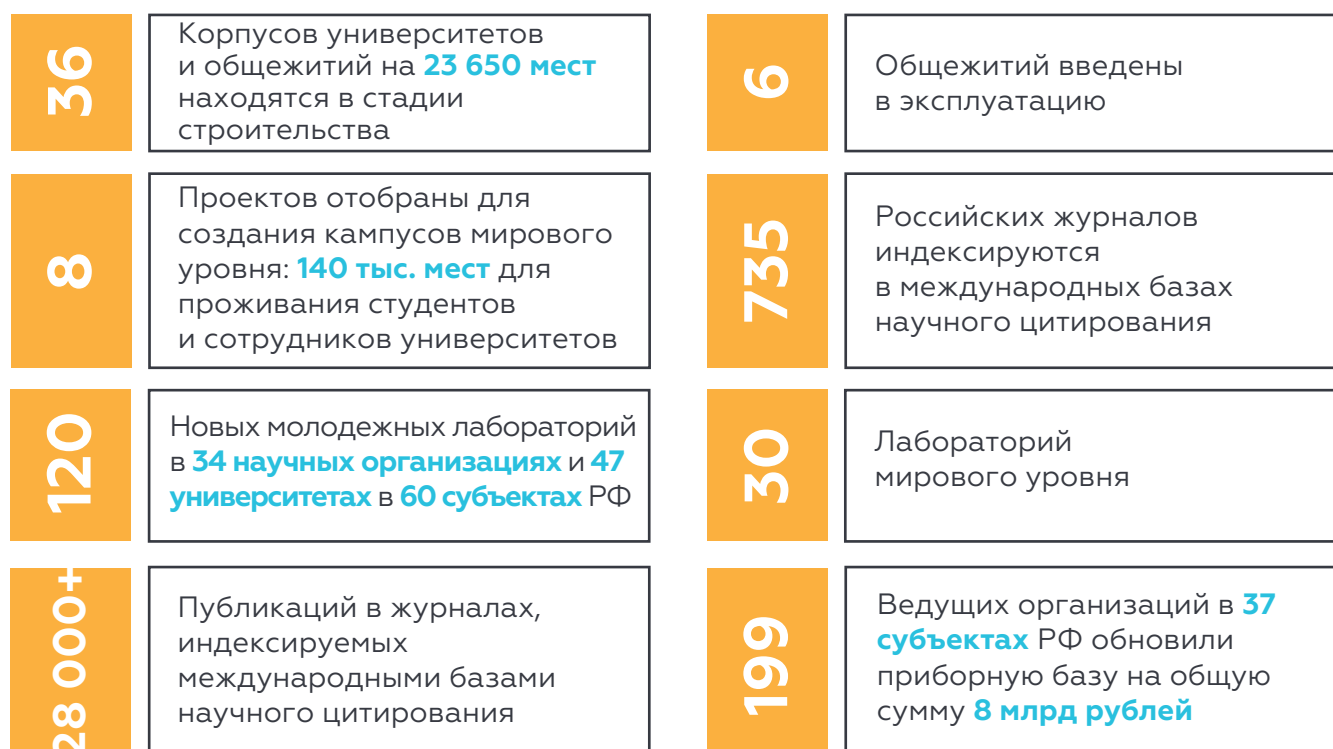 36
Корпусов университетов
и общежитий на 23 650 мест
находятся в стадии
строительства
6
Общежитий введены
в эксплуатацию
8
Проектов отобраны для
создания кампусов мирового
уровня: 140 тыс. мест для
проживания студентов
и сотрудников университетов
735
Российских журналов
индексируются
в международных базах
научного цитирования
120
Новых молодежных лабораторий
в 34 научных организациях и 47
университетах в 60 субъектах РФ
30
Лабораторий
мирового уровня
28 000+
Публикаций в журналах,
индексируемых
международными базами
научного цитирования
199
Ведущих организаций в 37
субъектах РФ обновили
приборную базу на общую
сумму 8 млрд рублей